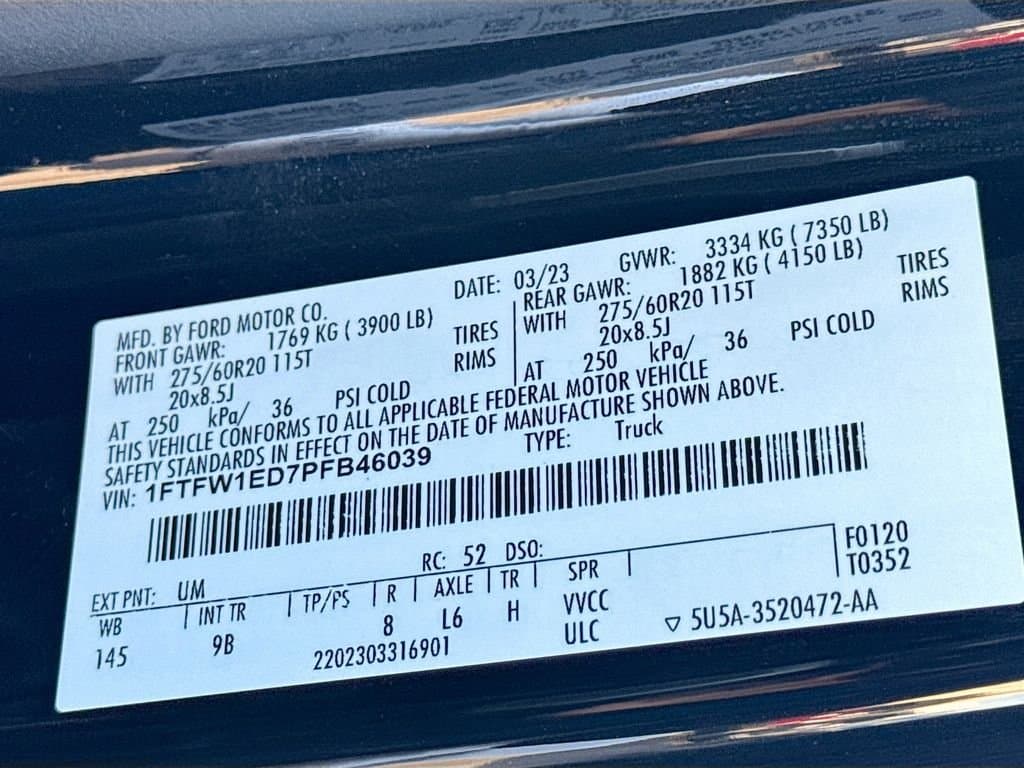 MFD. BY FORD MOTOR CO.
DATE: 03/23
GVWR: 3334 KG ( 7350 LB)
FRONT GAWR: 1769 KG ( 3900 LB)
WITH 275/60R20 115T TIRES
20x8.5J RIMS
AT 250 kPa/ 36 PSI COLD
REAR GAWR: 1882 KG ( 4150 LB)
WITH 275/60R20 115T TIRES
20x8.5J RIMS
AT 250 kPa/ 36 PSI COLD
THIS VEHICLE CONFORMS TO ALL APPLICABLE FEDERAL MOTOR VEHICLE
SAFETY STANDARDS IN EFFECT ON THE DATE OF MANUFACTURE SHOWN ABOVE.
VIN: 1FTFW1ED7PFB46039
TYPE: Truck
EXT PNT: UM
RC: 52 DSO:
F0120
T0352
WB INT TR TP/PS R AXLE TR SPR
145 9B 8 L6 H VVCC
2202303316901 ULC
▽ 5U5A-3520472-AA